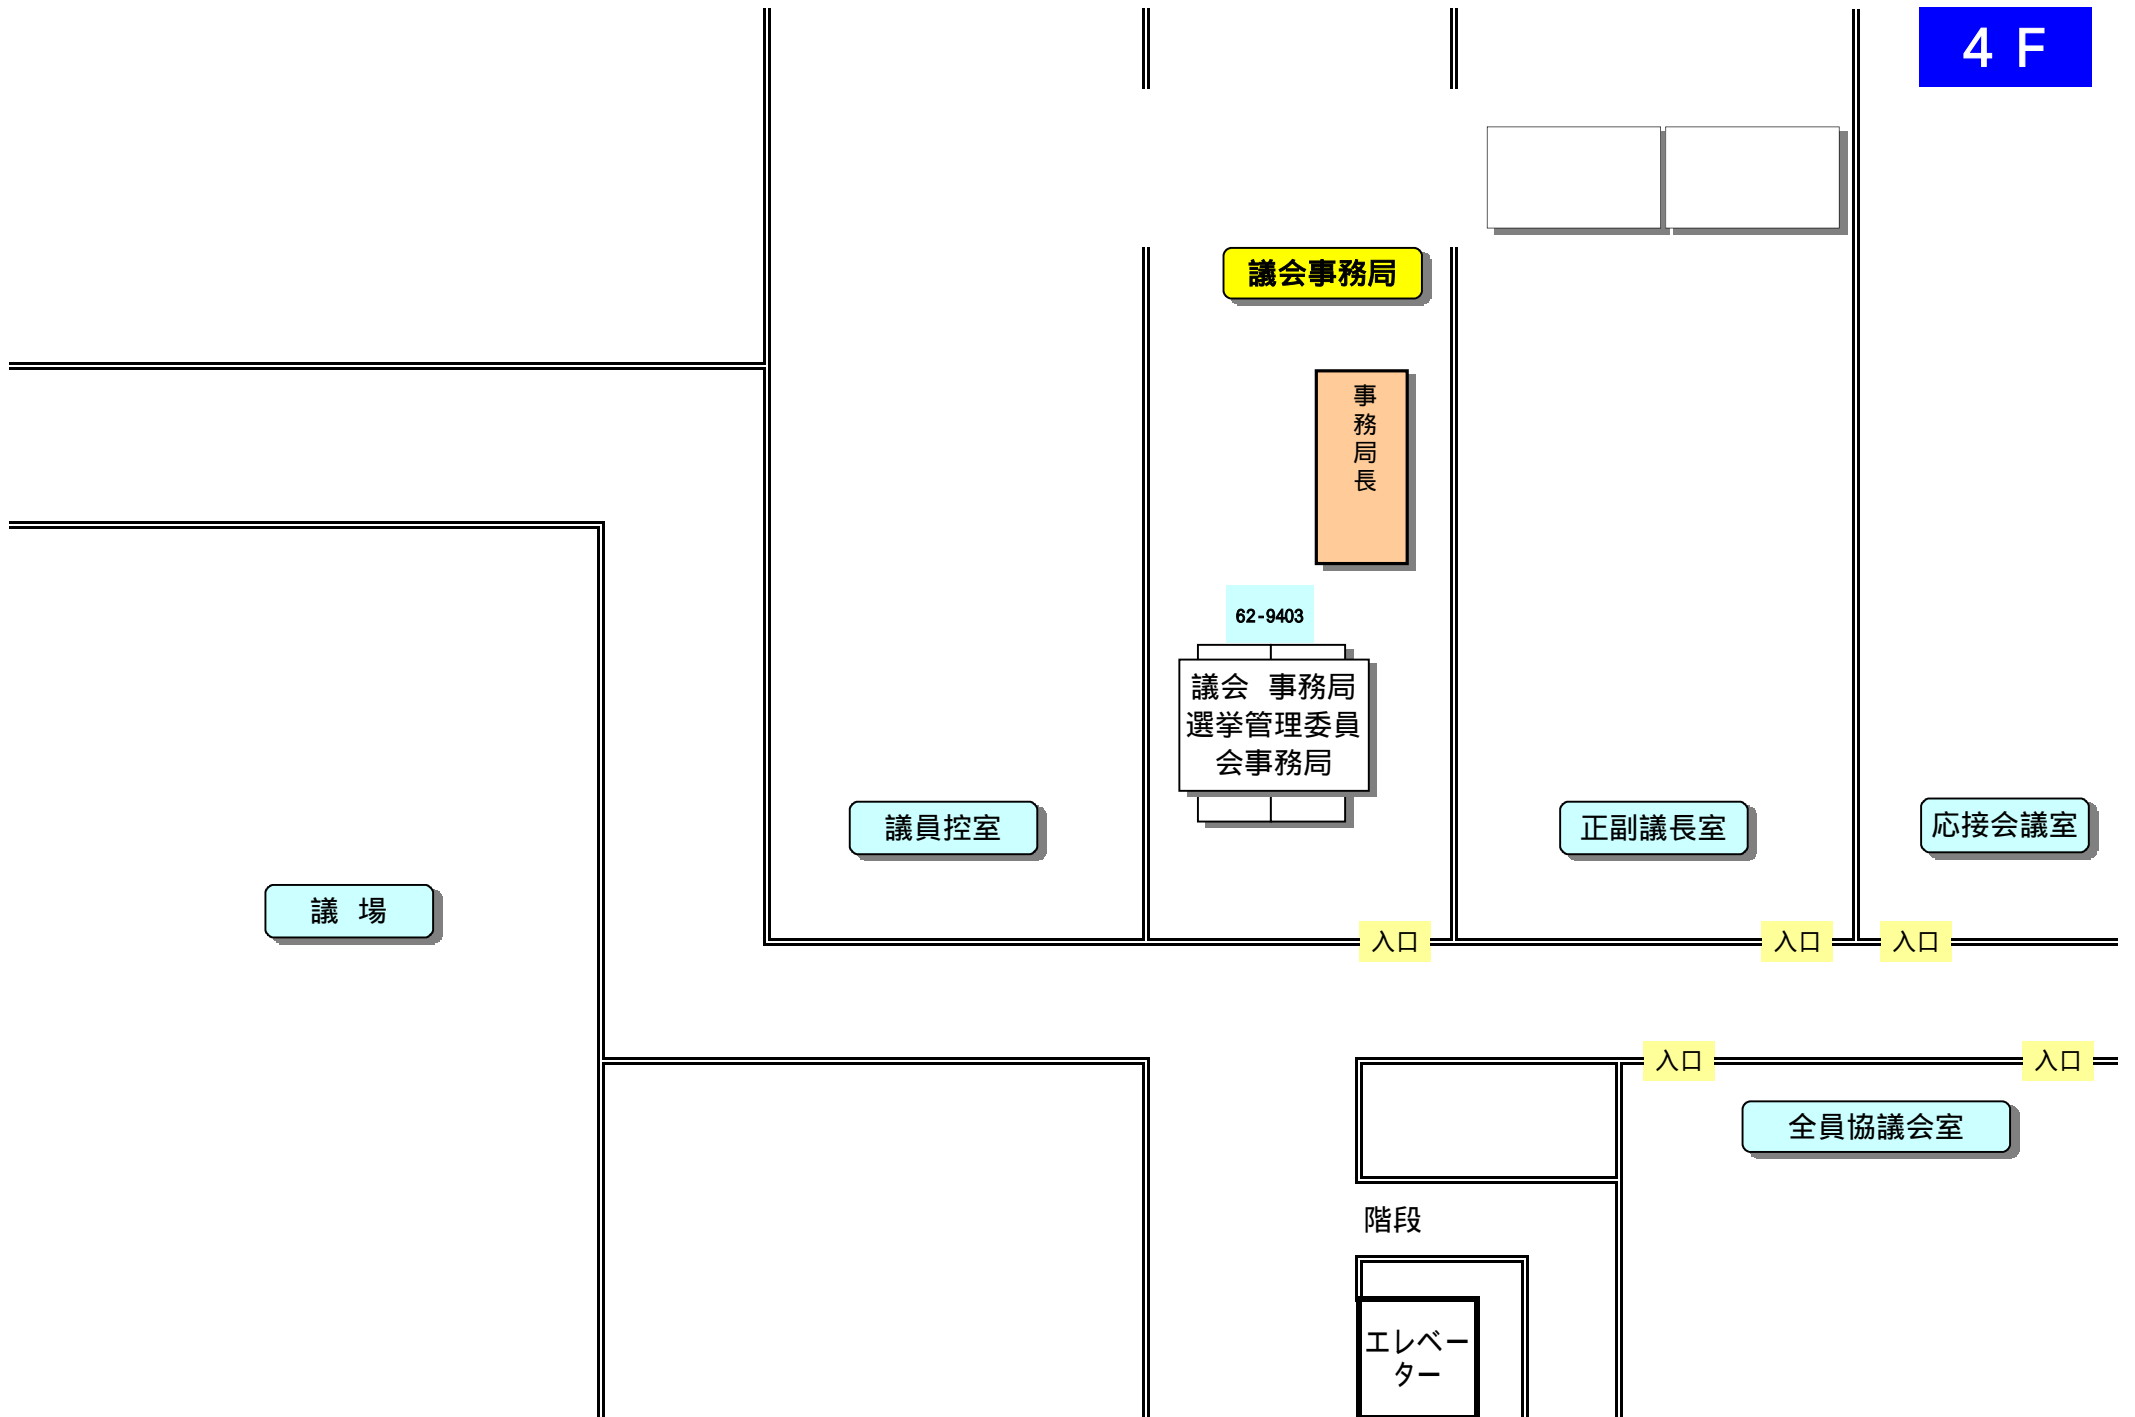 ４Ｆ
議会事務局
事務局長
62-9403
議会 事務局
選挙管理委員
会事務局
議員控室
正副議長室
応接会議室
議 場
入口
入口
入口
入口
入口
全員協議会室
階段
エレベー
ター